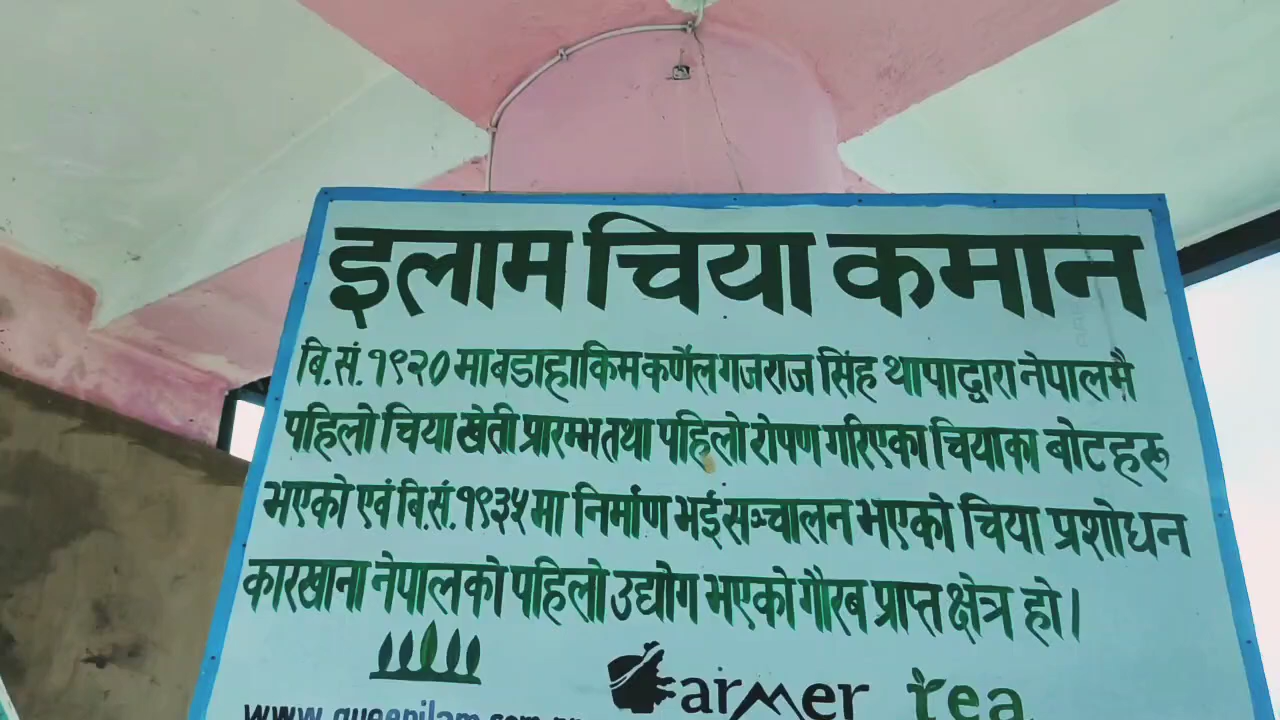 इलाम चिया कमान
बि.सं. १९२० मा बडाहाकिम कर्णेल गजराज सिंह थापाद्वारा नेपालमै
पहिलो चिया खेती प्रारम्भ तथा पहिलो रोपण गरिएका चियाका बोटहरू
भएको एवं बि.सं. १९३५ मा निर्माण भई सञ्चालन भएको चिया प्रशोधन
कारखाना नेपालको पहिलो उद्योग भएको गौरब प्राप्त क्षेत्र हो।
Farmer Tea